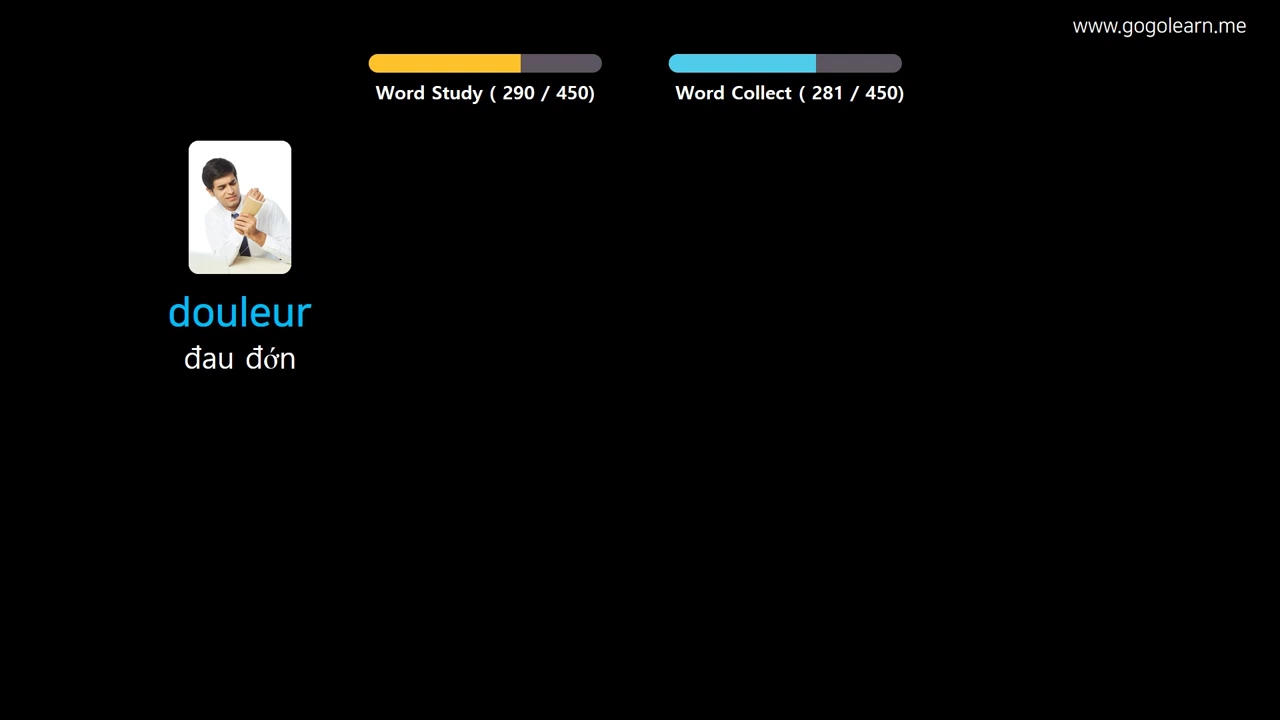 www.gogolearn.me
Word Study ( 290 / 450)
Word Collect ( 281 / 450)
douleur
đau đớn